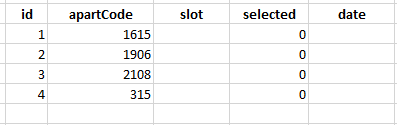 id apartCode slot selected date
1 1615 0
2 1906 0
3 2108 0
4 315 0